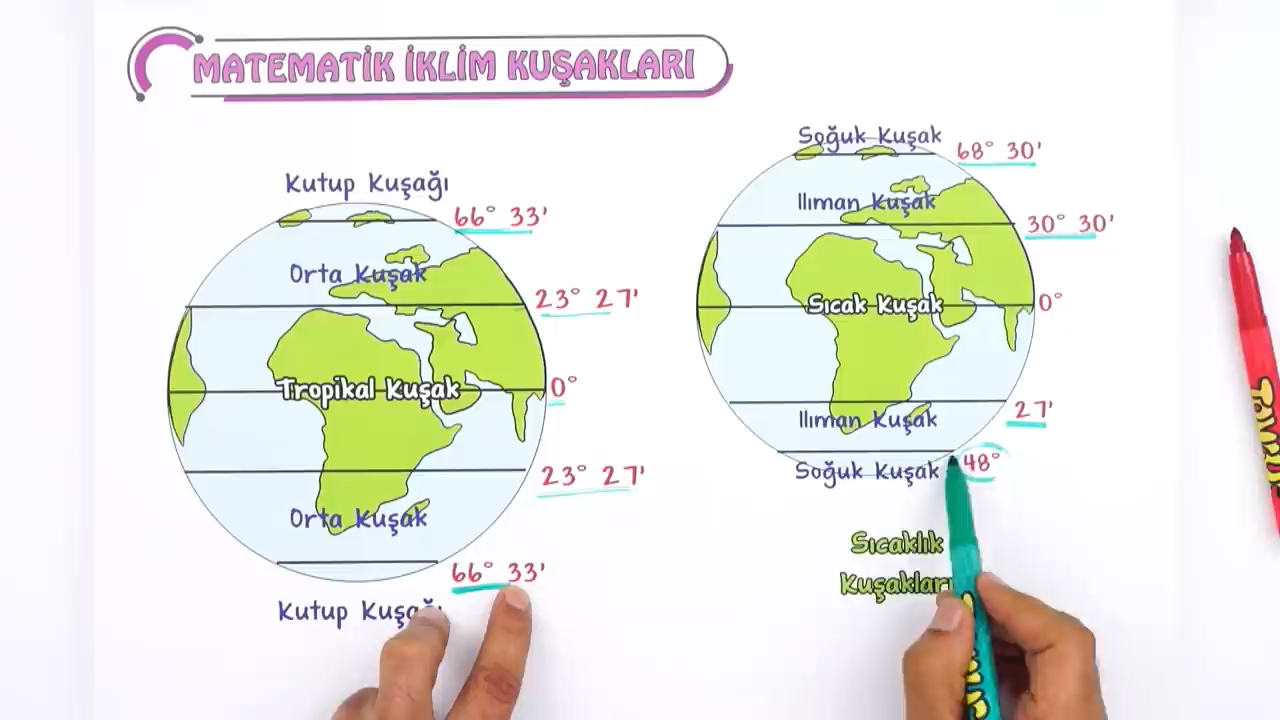 MATEMATİK İKLİM KUŞAKLARI
Kutup Kuşağı
66° 33'
Orta Kuşak
23° 27'
Tropikal Kuşak
0°
23° 27'
Orta Kuşak
66° 33'
Kutup Kuşağı
Soğuk Kuşak
68° 30'
Ilıman Kuşak
30° 30'
Sıcak Kuşak
0°
27'
Ilıman Kuşak
48°
Soğuk Kuşak
Sıcaklık
Kuşakları